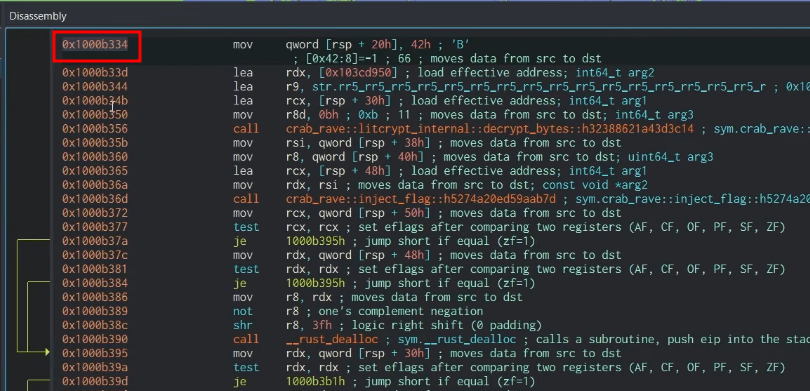 Disassembly
0x1000b334 mov qword [rsp + 20h], 42h ; 'B'
; [0x42:8]=-1 ; 66 ; moves data from src to dst
0x1000b33d lea rdx, [0x103cd950] ; load effective address; int64_t arg2
0x1000b344 lea r9, str.rr5_rr5_rr5_rr5_rr5_rr5_rr5_rr5_rr5_rr5_r ; 0x10
0x1000b34b lea rcx, [rsp + 30h] ; load effective address; int64_t arg1
0x1000b350 mov r8d, 0bh ; 0xb ; 11 ; moves data from src to dst; int64_t arg3
0x1000b356 call crab_rave::litcrypt_internal::decrypt_bytes::h32388621a43d3c14 ; sym.crab_rave:
0x1000b35b mov rsi, qword [rsp + 38h] ; moves data from src to dst
0x1000b360 mov r8, qword [rsp + 40h] ; moves data from src to dst; uint64_t arg3
0x1000b365 lea rcx, [rsp + 48h] ; load effective address; int64_t arg1
0x1000b36a mov rdx, rsi ; moves data from src to dst; const void *arg2
0x1000b36d call crab_rave::inject_flag::h5274a20ed59aab7d ; sym.crab_rave::inject_flag::h5274a20
0x1000b372 mov rcx, qword [rsp + 50h] ; moves data from src to dst
0x1000b377 test rcx, rcx ; set eflags after comparing two registers (AF, CF, OF, PF, SF, ZF)
0x1000b37a je 1000b395h ; jump short if equal (zf=1)
0x1000b37c mov rdx, qword [rsp + 48h] ; moves data from src to dst
0x1000b381 test rdx, rdx ; set eflags after comparing two registers (AF, CF, OF, PF, SF, ZF)
0x1000b384 je 1000b395h ; jump short if equal (zf=1)
0x1000b386 mov r8, rdx ; moves data from src to dst
0x1000b389 not r8 ; one's complement negation
0x1000b38c shr r8, 3fh ; logic right shift (0 padding)
0x1000b390 call __rust_dealloc ; sym.__rust_dealloc ; calls a subroutine, push eip into the stac
0x1000b395 mov rdx, qword [rsp + 30h] ; moves data from src to dst
0x1000b39a test rdx, rdx ; set eflags after comparing two registers (AF, CF, OF, PF, SF, ZF)
0x1000b39d je 1000b3b1h ; jump short if equal (zf=1)